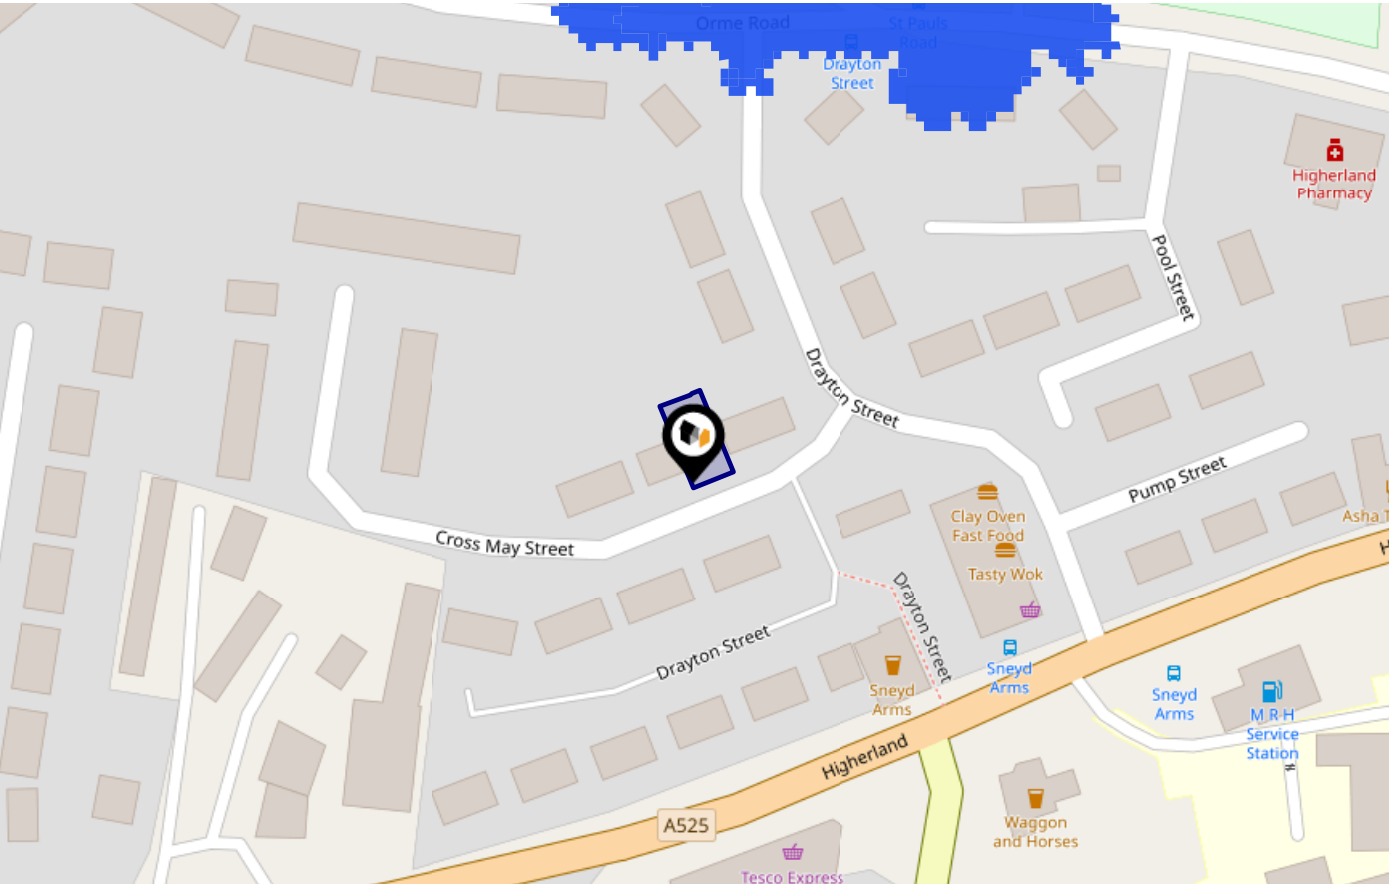 Orme Road
St Pauls
Road
Drayton
Street
Higherland
Pharmacy
Pool Street
Drayton Street
Pump Street
Clay Oven
Fast Food
Asha T
Cross May Street
Tasty Wok
H
Drayton Street
Drayton Street
Sneyd
Arms
Sneyd
Arms
Sneyd
Arms
M R H
Service
Station
Higherland
A525
Waggon
and Horses
Tesco Express